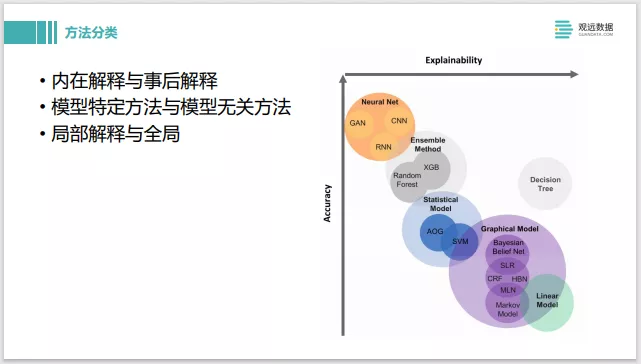 方法分类
观远数据
GUANDATA.COM
• 内在解释与事后解释
• 模型特定方法与模型无关方法
• 局部解释与全局
Explainability
Accuracy
Neural Net
GAN
CNN
RNN
Ensemble
Method
XGB
Random
Forest
Decision
Tree
Statistical
Model
AOG
SVM
Graphical Model
Bayesian
Belief Net
SLR
CRF
HBN
MLN
Markov
Model
Linear
Model